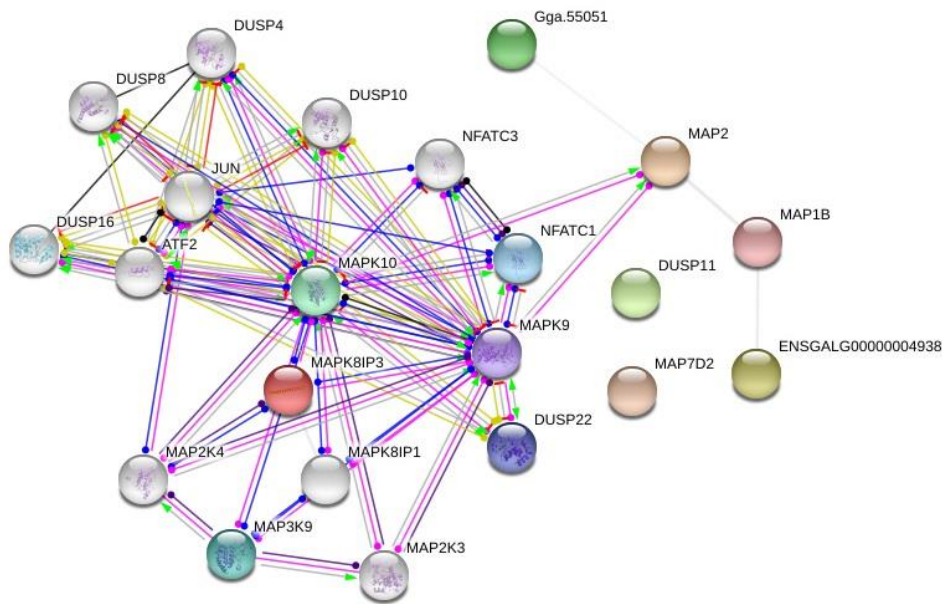 Gga.55051
DUSP4
DUSP8
DUSP10
NFATC3
MAP2
JUN
MAP1B
DUSP16
ATF2
NFATC1
MAPK10
DUSP11
MAPK9
ENSGALG00000004938
MAPK8IP3
MAP7D2
DUSP22
MAP2K4
MAPK8IP1
MAP3K9
MAP2K3